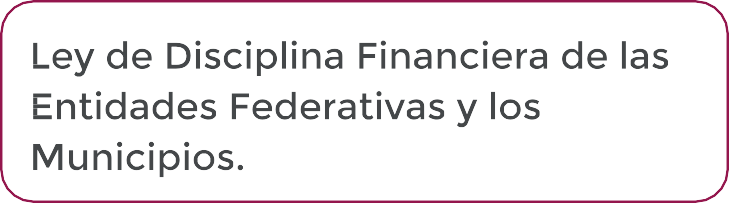 Ley de Disciplina Financiera de las
Entidades Federativas y los
Municipios.